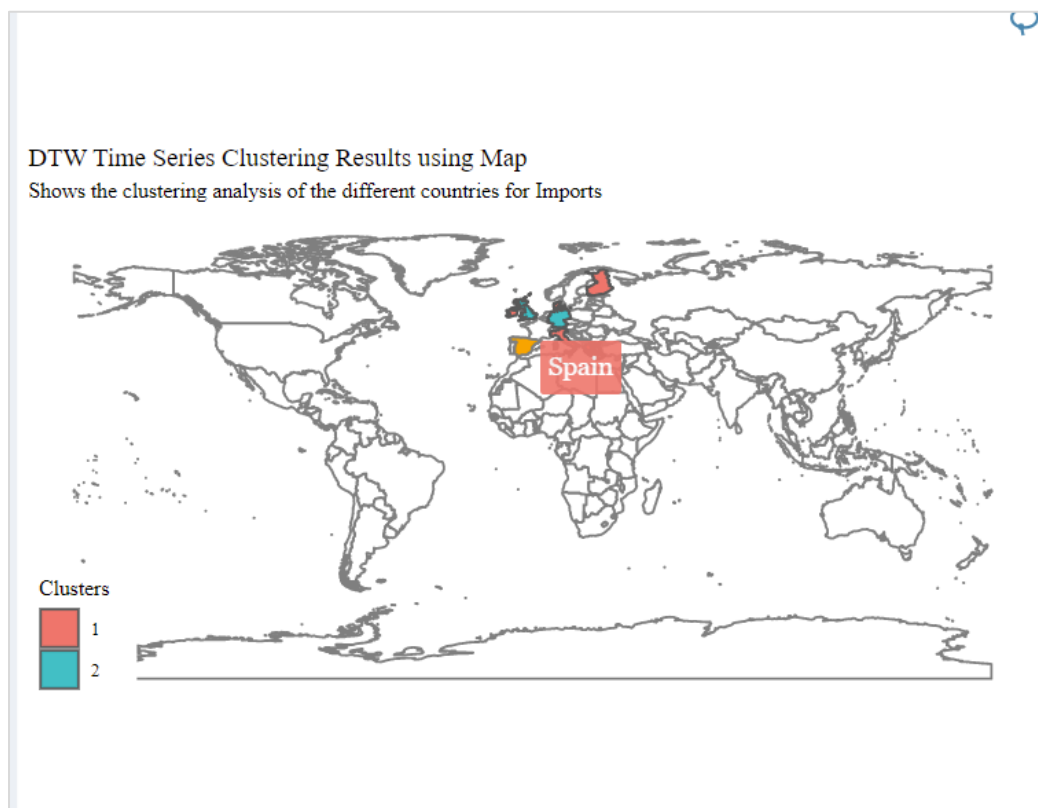 DTW Time Series Clustering Results using Map
Shows the clustering analysis of the different countries for Imports
Spain
Clusters
1
2